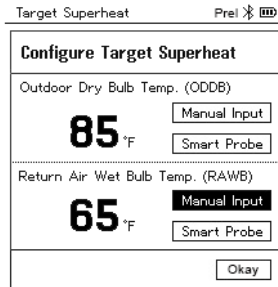 Target Superheat Prel
Configure Target Superheat
Outdoor Dry Bulb Temp. (ODDB)
85 °F
Manual Input
Smart Probe
Return Air Wet Bulb Temp. (RAWB)
65 °F
Manual Input
Smart Probe
Okay